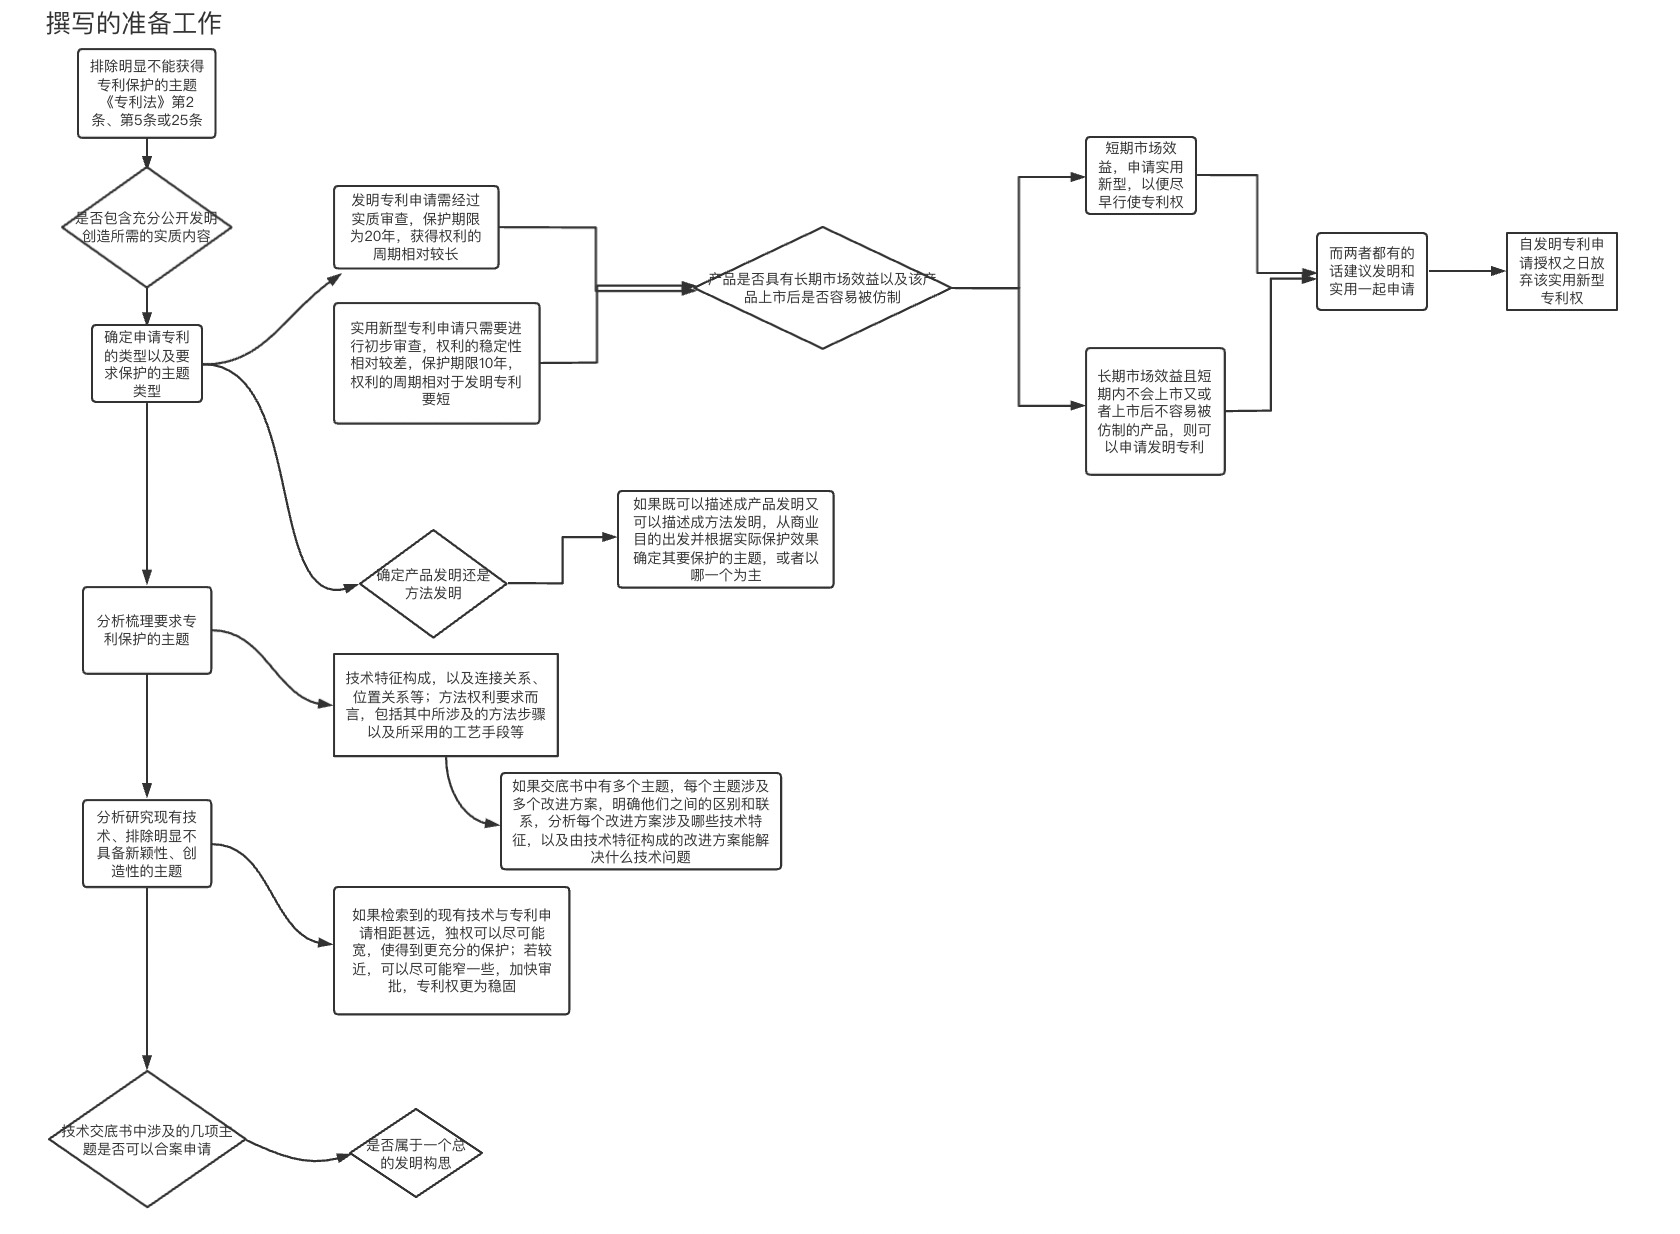 撰写的准备工作
排除明显不能获得
专利保护的主题
《专利法》第2
条、第5条或25条
是否包含充分公开发明
创造所需的实质内容
确定申请专利
的类型以及要
求保护的主题
类型
发明专利申请需经过
实质审查，保护期限
为20年，获得权利的
周期相对较长
实用新型专利申请只需要进
行初步审查，权利的稳定性
相对较差，保护期限10年，
权利的周期相对于发明专利
要短
产品是否具有长期市场效益以及该产
品上市后是否容易被仿制
短期市场效
益，申请实用
新型，以便尽
早行使专利权
长期市场效益且短
期内不会上市又或
者上市后不容易被
仿制的产品，则可
以申请发明专利
而两者都有的
话建议发明和
实用一起申请
自发明专利申
请授权之日放
弃该实用新型
专利权
确定产品发明还是
方法发明
如果既可以描述成产品发明又
可以描述成方法发明，从商业
目的出发并根据实际保护效果
确定其要保护的主题，或者以
哪一个为主
分析梳理要求专
利保护的主题
技术特征构成，以及连接关系、
位置关系等；方法权利要求而
言，包括其中所涉及的方法步骤
以及所采用的工艺手段等
如果交底书中有多个主题，每个主题涉及
多个改进方案，明确他们之间的区别和联
系，分析每个改进方案涉及哪些技术特
征，以及由技术特征构成的改进方案能解
决什么技术问题
分析研究现有技
术、排除明显不
具备新颖性、创
造性的主题
如果检索到的现有技术与专利申
请相距甚远，独权可以尽可能
宽，使得到更充分的保护；若较
近，可以尽可能窄一些，加快审
批，专利权更为稳固
技术交底书中涉及的几项主
题是否可以合案申请
是否属于一个总
的发明构思